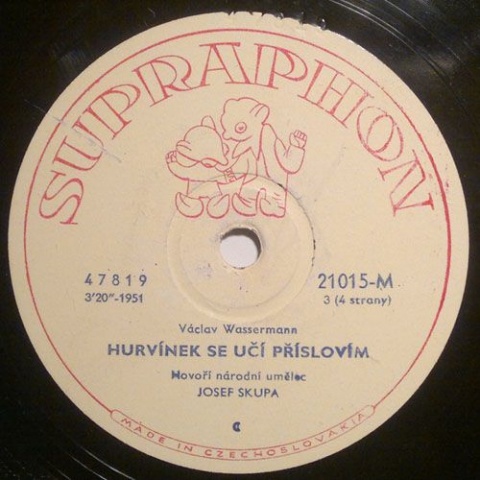 SUPRAPHON
47819
3'20"-1951
21015-M
3 (4 strany)
Václav Wassermann
HURVÍNEK SE UČÍ PŘÍSLOVÍM
Hovoří národní umělec
JOSEF SKUPA
C
MADE IN CZECHOSLOVAKIA